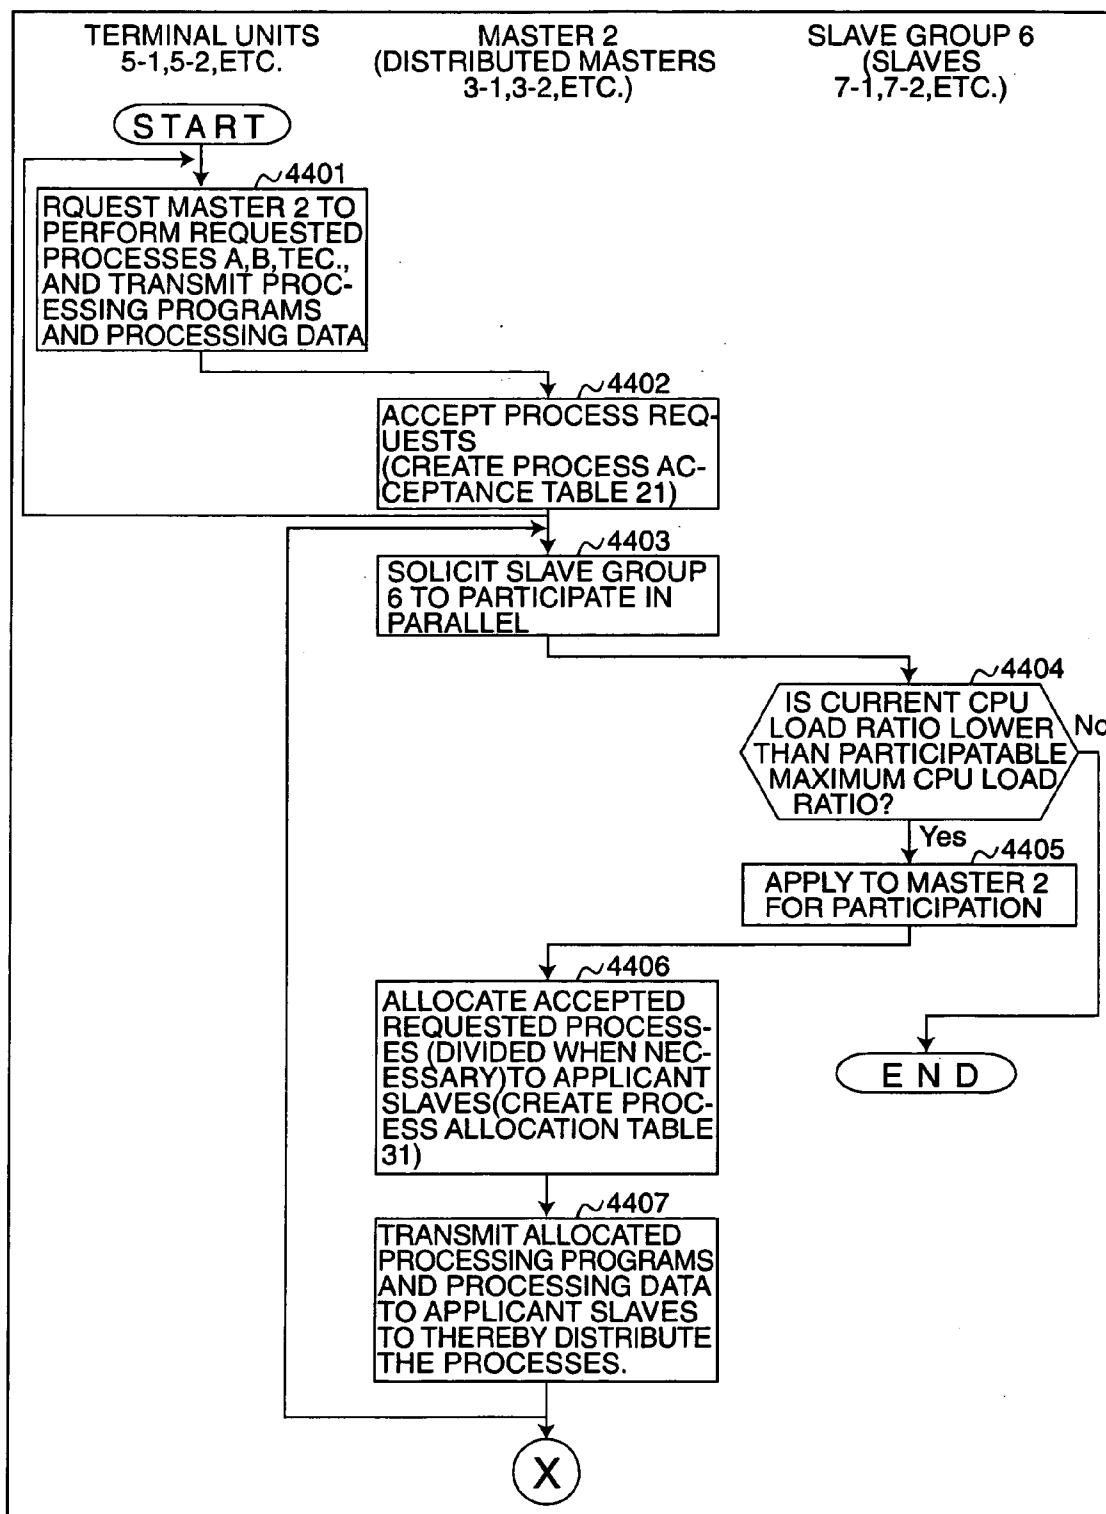 TERMINAL UNITS
5-1,5-2,ETC.
MASTER 2
(DISTRIBUTED MASTERS
3-1,3-2,ETC.)
SLAVE GROUP 6
(SLAVES
7-1,7-2,ETC.)
START
4401
RQUEST MASTER 2 TO
PERFORM REQUESTED
PROCESSES A,B,TEC.,
AND TRANSMIT PROC-
ESSING PROGRAMS
AND PROCESSING DATA
4402
ACCEPT PROCESS REQ-
UESTS
(CREATE PROCESS AC-
CEPTANCE TABLE 21)
4403
SOLICIT SLAVE GROUP
6 TO PARTICIPATE IN
PARALLEL
4404
IS CURRENT CPU
LOAD RATIO LOWER
THAN PARTICIPATABLE
MAXIMUM CPU LOAD
RATIO?
No
Yes
4405
APPLY TO MASTER 2
FOR PARTICIPATION
4406
ALLOCATE ACCEPTED
REQUESTED PROCESS-
ES (DIVIDED WHEN NEC-
ESSARY)TO APPLICANT
SLAVES(CREATE PROC-
ESS ALLOCATION TABLE
31)
END
4407
TRANSMIT ALLOCATED
PROCESSING PROGRAMS
AND PROCESSING DATA
TO APPLICANT SLAVES
TO THEREBY DISTRIBUTE
THE PROCESSES.
X